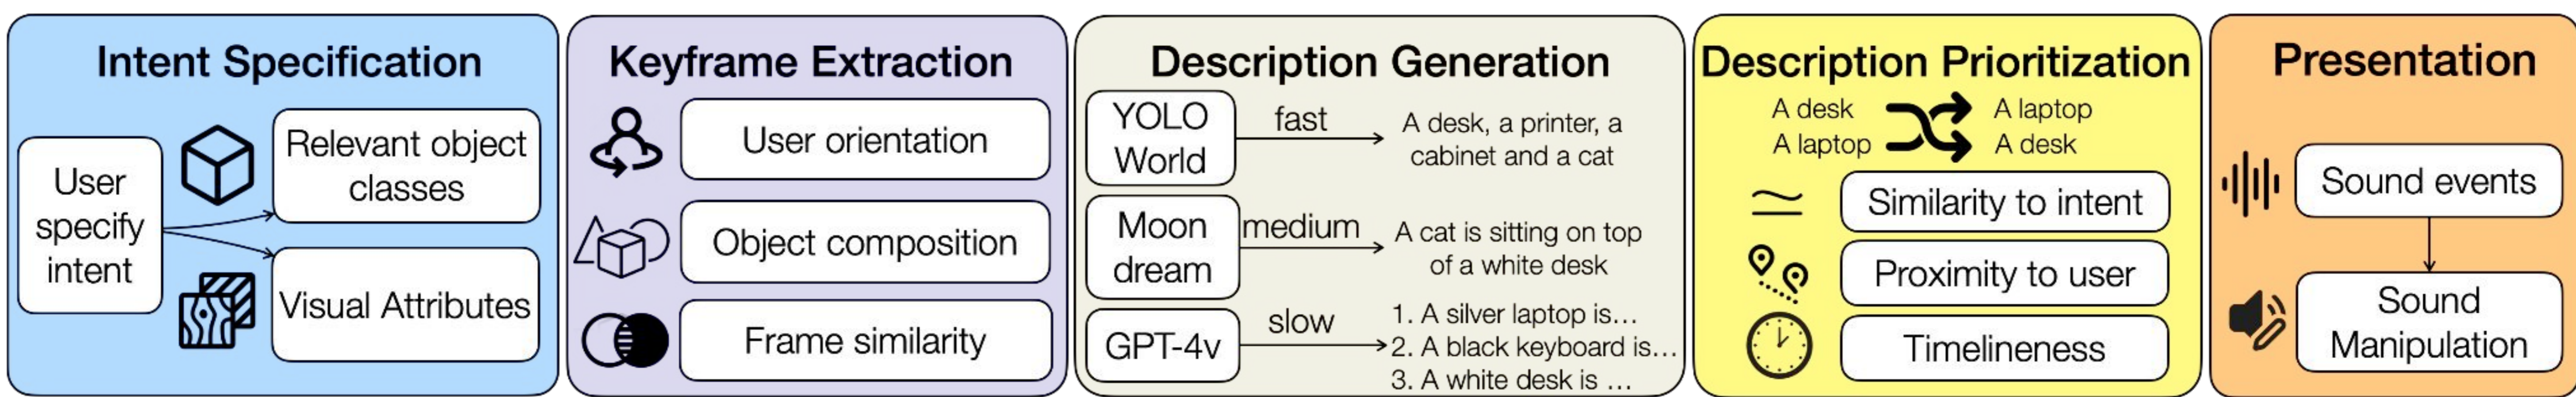 Intent Specification
User
specify
intent
Relevant object
classes
Visual Attributes
Keyframe Extraction
User orientation
Object composition
Frame similarity
Description Generation
YOLO
World
fast
A desk, a printer, a
cabinet and a cat
Moon
dream
medium
A cat is sitting on top
of a white desk
GPT-4v
slow
1. A silver laptop is...
2. A black keyboard is...
3. A white desk is ...
Description Prioritization
A desk
A laptop
A laptop
A desk
Similarity to intent
Proximity to user
Timelineness
Presentation
Sound events
Sound
Manipulation